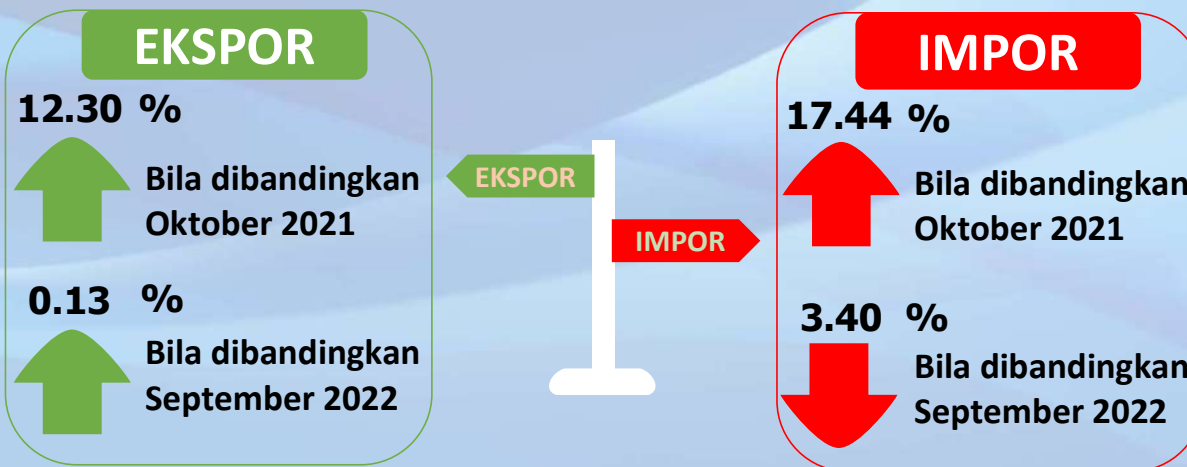 EKSPOR
12.30 %
Bila dibandingkan
Oktober 2021
0.13 %
Bila dibandingkan
September 2022
EKSPOR
IMPOR
IMPOR
17.44 %
Bila dibandingkan
Oktober 2021
3.40 %
Bila dibandingkan
September 2022